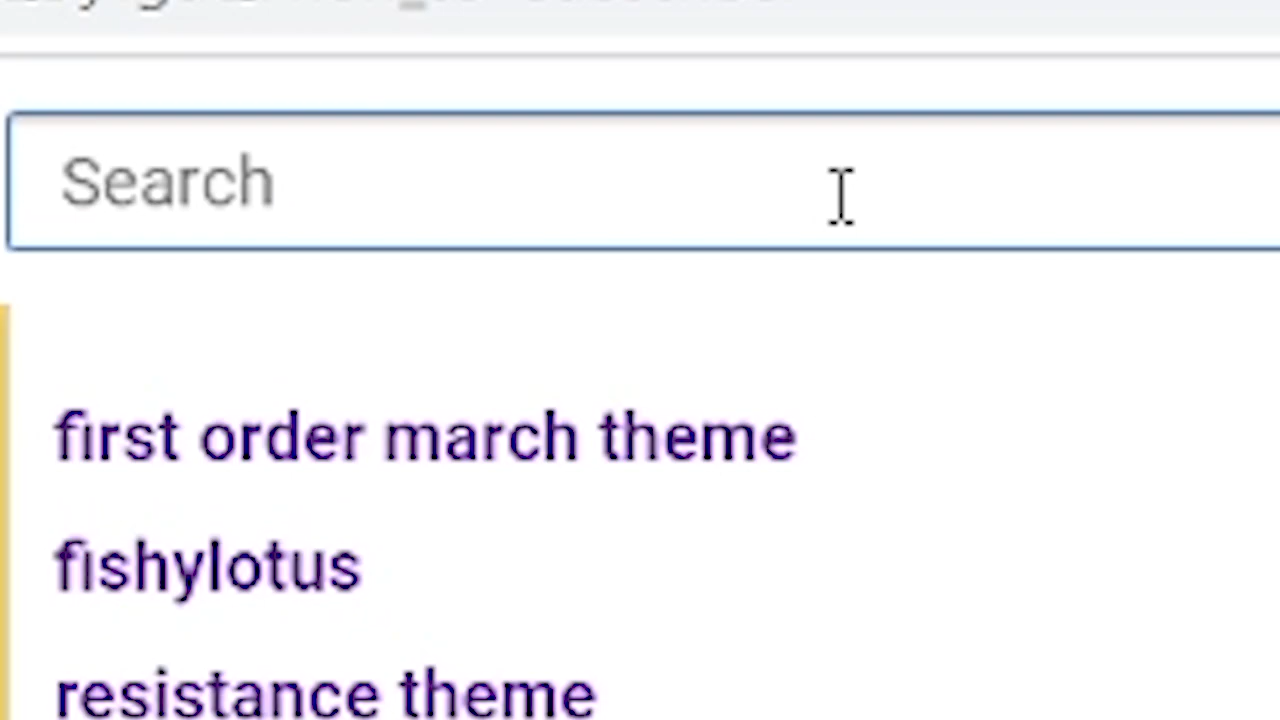 Search
first order march theme
fishylotus
resistance theme